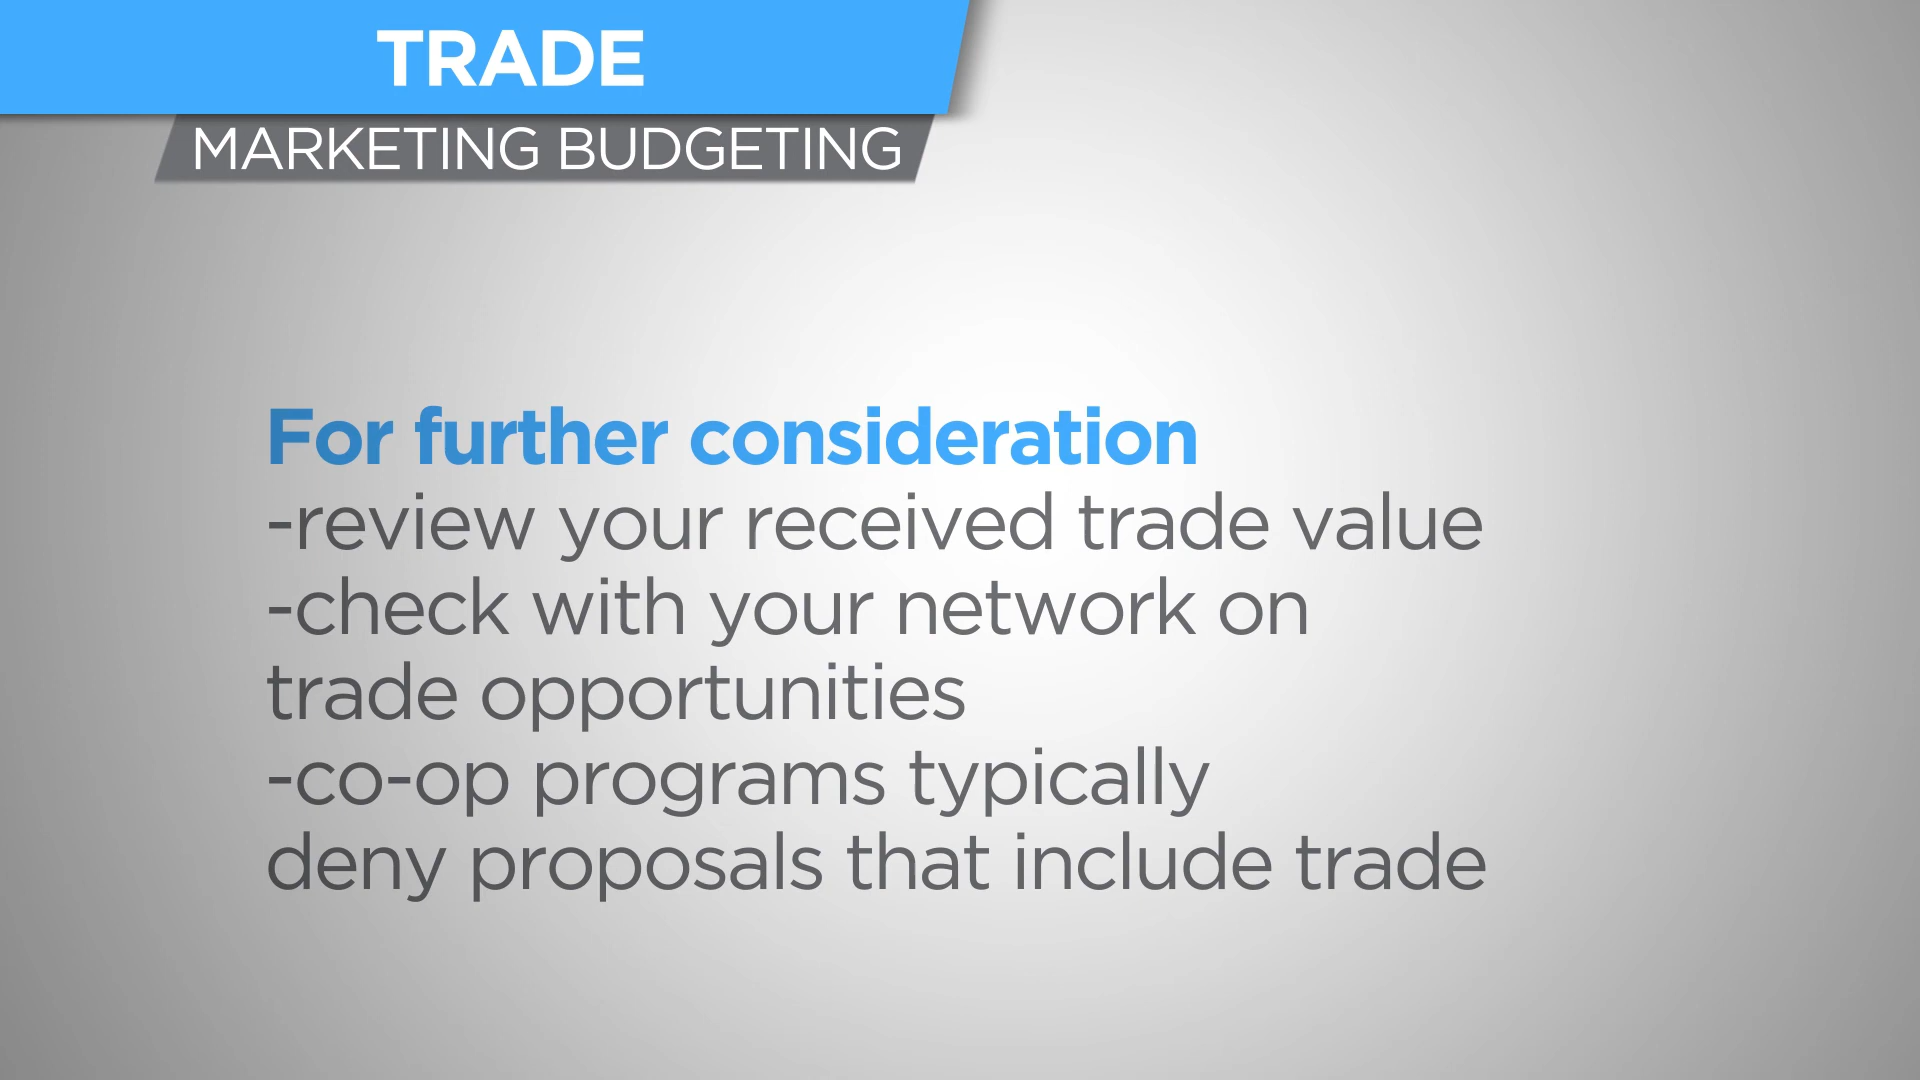 TRADE
MARKETING BUDGETING
For further consideration
-review your received trade value
-check with your network on
trade opportunities
-co-op programs typically
deny proposals that include trade